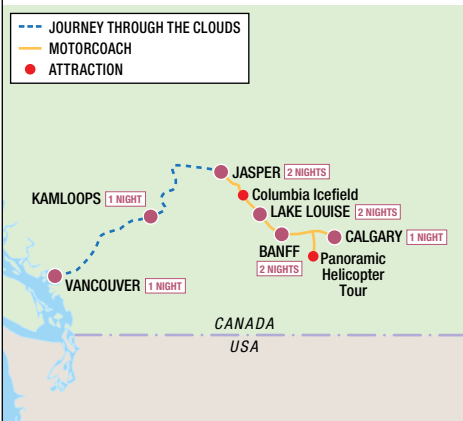 JOURNEY THROUGH THE CLOUDS
MOTORCOACH
ATTRACTION
JASPER 2 NIGHTS
Columbia Icefield
KAMLOOPS 1 NIGHT
LAKE LOUISE 2 NIGHTS
CALGARY 1 NIGHT
BANFF
2 NIGHTS
Panoramic
Helicopter
Tour
VANCOUVER 1 NIGHT
CANADA
USA